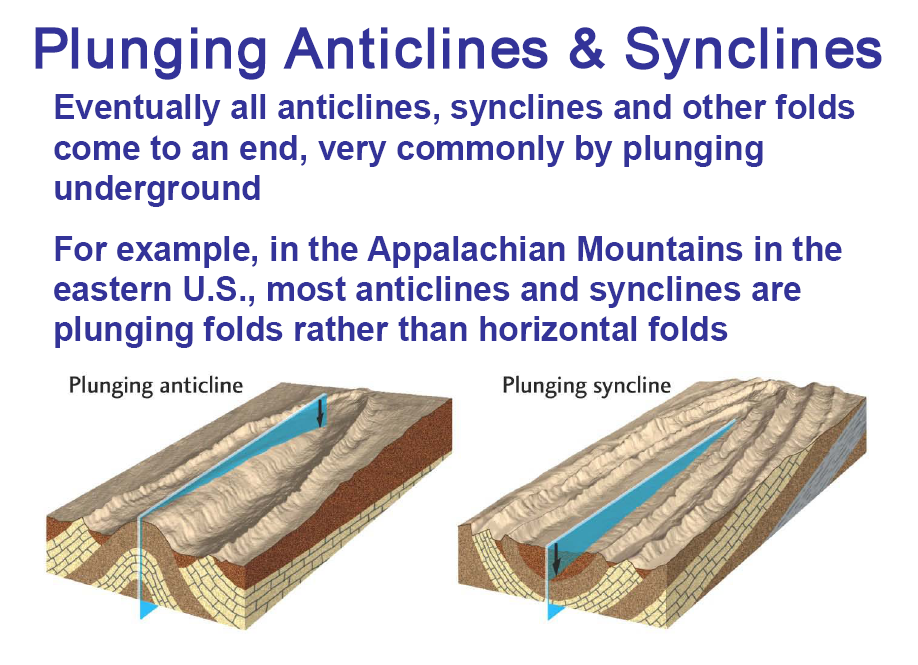 Plunging Anticlines & Synclines
Eventually all anticlines, synclines and other folds
come to an end, very commonly by plunging
underground
For example, in the Appalachian Mountains in the
eastern U.S., most anticlines and synclines are
plunging folds rather than horizontal folds
Plunging anticline
Plunging syncline